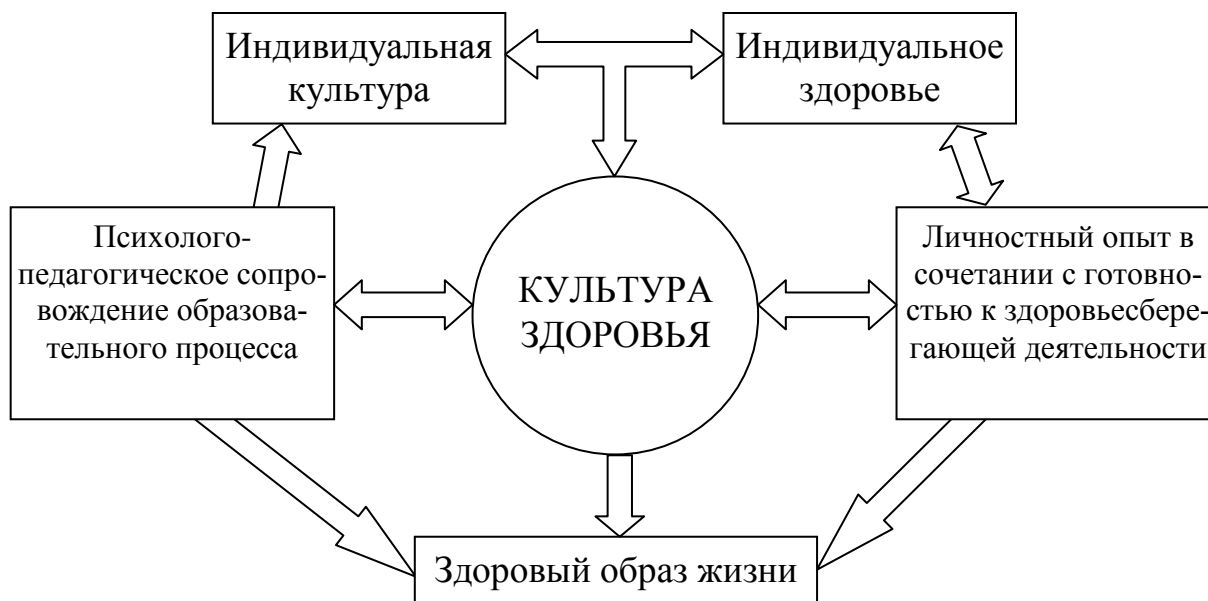 Индивидуальная
культура
Индивидуальное
здоровье
Психолого-
педагогическое сопро-
вождение образова-
тельного процесса
КУЛЬТУРА
ЗДОРОВЬЯ
Личностный опыт в
сочетании с готовно-
стью к здоровьесбере-
гающей деятельности
Здоровый образ жизни